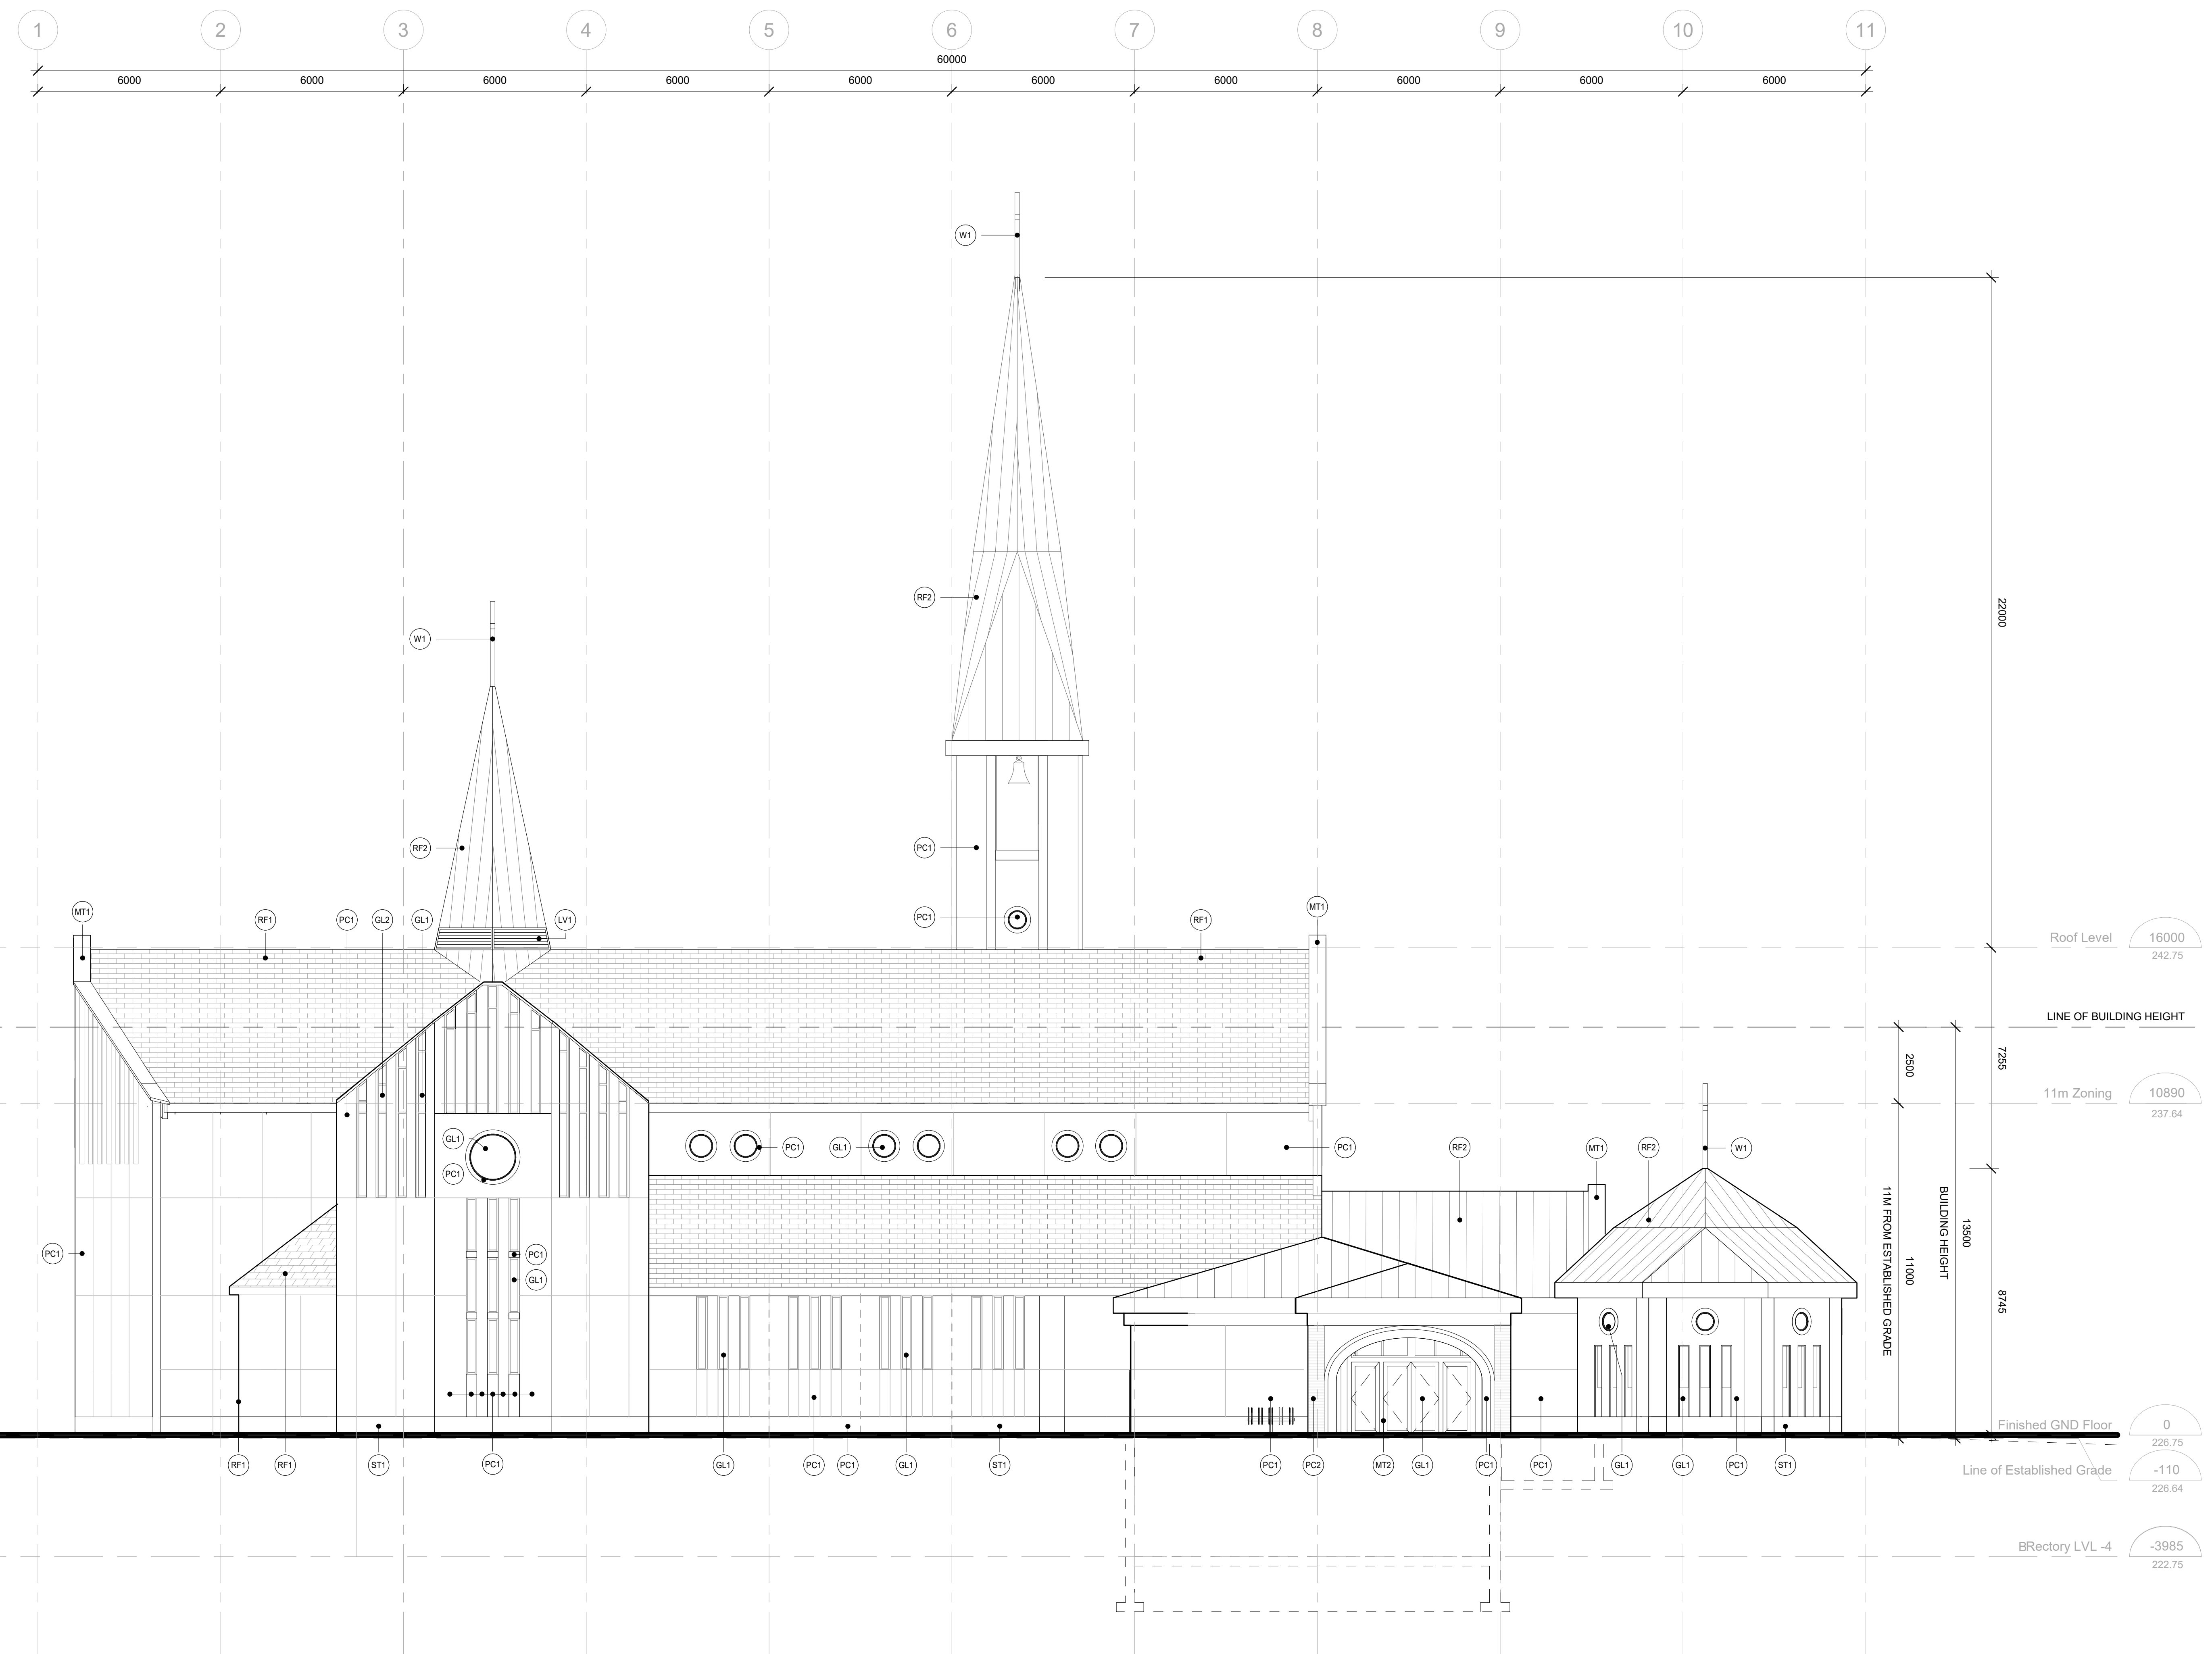 1 2 3 4 5 6 7 8 9 10 11
60000
6000 6000 6000 6000 6000 6000 6000 6000 6000 6000
W1
22000
RF2
W1
RF2
PC1
MT1 RF1 PC1 GL2 GL1 LV1 PC1 RF1 MT1
Roof Level 16000
242.75
LINE OF BUILDING HEIGHT
2500 7255
11m Zoning 10890
237.64
GL1 PC1 GL1 PC1 RF2 MT1 RF2 W1
PC1
11M FROM ESTABLISHED GRADE
11000
BUILDING HEIGHT
13500
8745
PC1 PC1
GL1
Finished GND Floor 0
226.75
RF1 RF1 ST1 PC1 GL1 PC1 PC1 GL1 ST1 PC1 PC2 MT2 GL1 PC1 PC1 GL1 GL1 PC1 ST1
Line of Established Grade -110
226.64
BRectory LVL -4 -3985
222.75